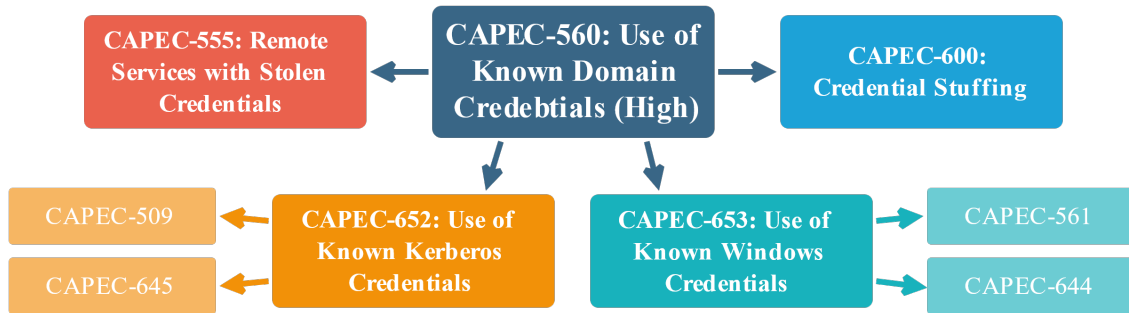 CAPEC-555: Remote
Services with Stolen
Credentials
CAPEC-560: Use of
Known Domain
Credebtials (High)
CAPEC-600:
Credential Stuffing
CAPEC-509
CAPEC-645
CAPEC-652: Use of
Known Kerberos
Credentials
CAPEC-653: Use of
Known Windows
Credentials
CAPEC-561
CAPEC-644